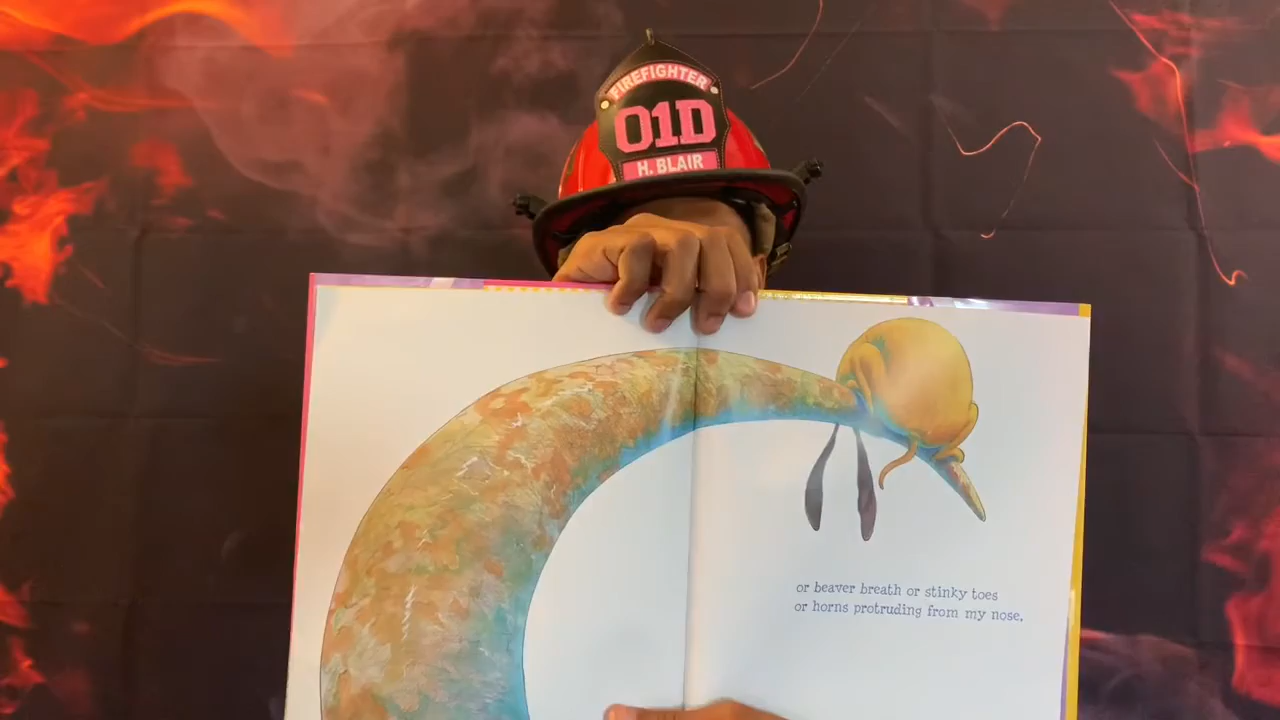 FIREFIGHTER
01D
H. BLAIR
or beaver breath or stinky toes
or horns protruding from my nose,